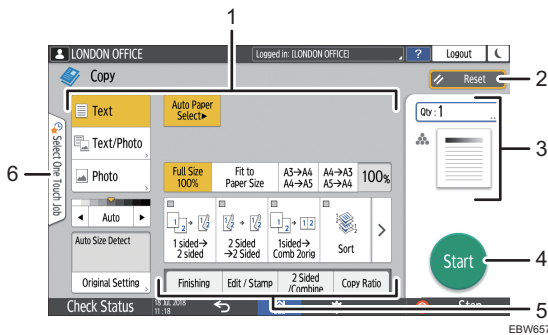 1
LONDON OFFICE
Logged in: [LONDON OFFICE]
?
Logout
Copy
Reset
2
Text
Auto Paper
Select▶
Qty : 1
Text/Photo
3
6
Select One Touch Job
Photo
Full Size
100%
Fit to
Paper Size
A3→A4
A4→A5
A4→A3
A5→A4
100%
Auto
1 sided→
2 sided
2 Sided
→2 Sided
1sided→
Comb 2orig
Sort
Auto Size Detect
Start
4
Original Setting
Finishing
Edit / Stamp
2 Sided
/Combine
Copy Ratio
Check Status
18 Jul, 2018
11 : 18
Stop
5
EBW657